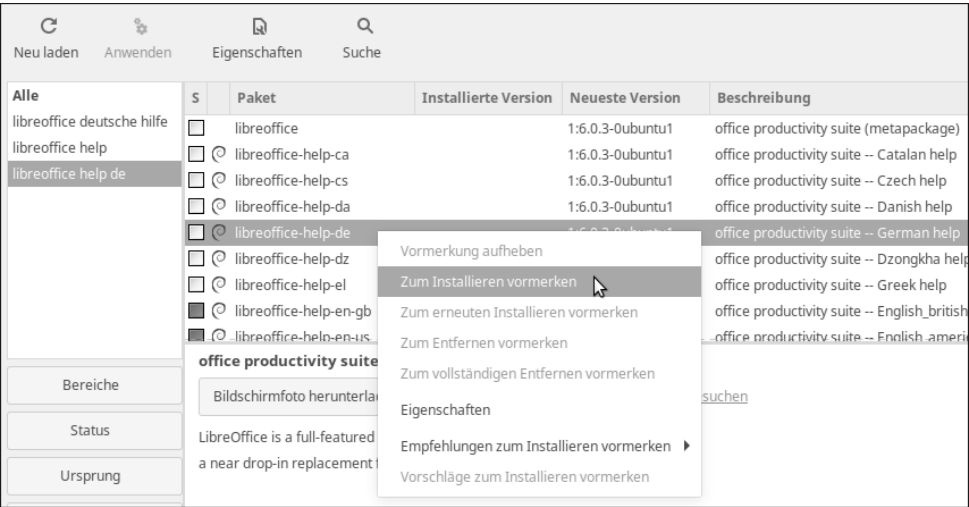 Neu laden Anwenden Eigenschaften Suche
Alle
libreoffice deutsche hilfe
libreoffice help
libreoffice help de
Bereiche
Status
Ursprung
S Paket Installierte Version Neueste Version Beschreibung
libreoffice 1:6.0.3-0ubuntu1 office productivity suite (metapackage)
libreoffice-help-ca 1:6.0.3-0ubuntu1 office productivity suite -- Catalan help
libreoffice-help-cs 1:6.0.3-0ubuntu1 office productivity suite -- Czech help
libreoffice-help-da 1:6.0.3-0ubuntu1 office productivity suite -- Danish help
libreoffice-help-de 1:6.0.3-0ubuntu1 office productivity suite -- German help
libreoffice-help-dz office productivity suite -- Dzongkha help
libreoffice-help-el office productivity suite -- Greek help
libreoffice-help-en-gb office productivity suite -- English_british
libreoffice-help-en-us office productivity suite -- English_ameri
Vormerkung aufheben
Zum Installieren vormerken
Zum erneuten Installieren vormerken
Zum Entfernen vormerken
Zum vollständigen Entfernen vormerken
Eigenschaften
Empfehlungen zum Installieren vormerken
Vorschläge zum Installieren vormerken
office productivity suite
Bildschirmfoto herunterla suchen
LibreOffice is a full-featured
a near drop-in replacement f